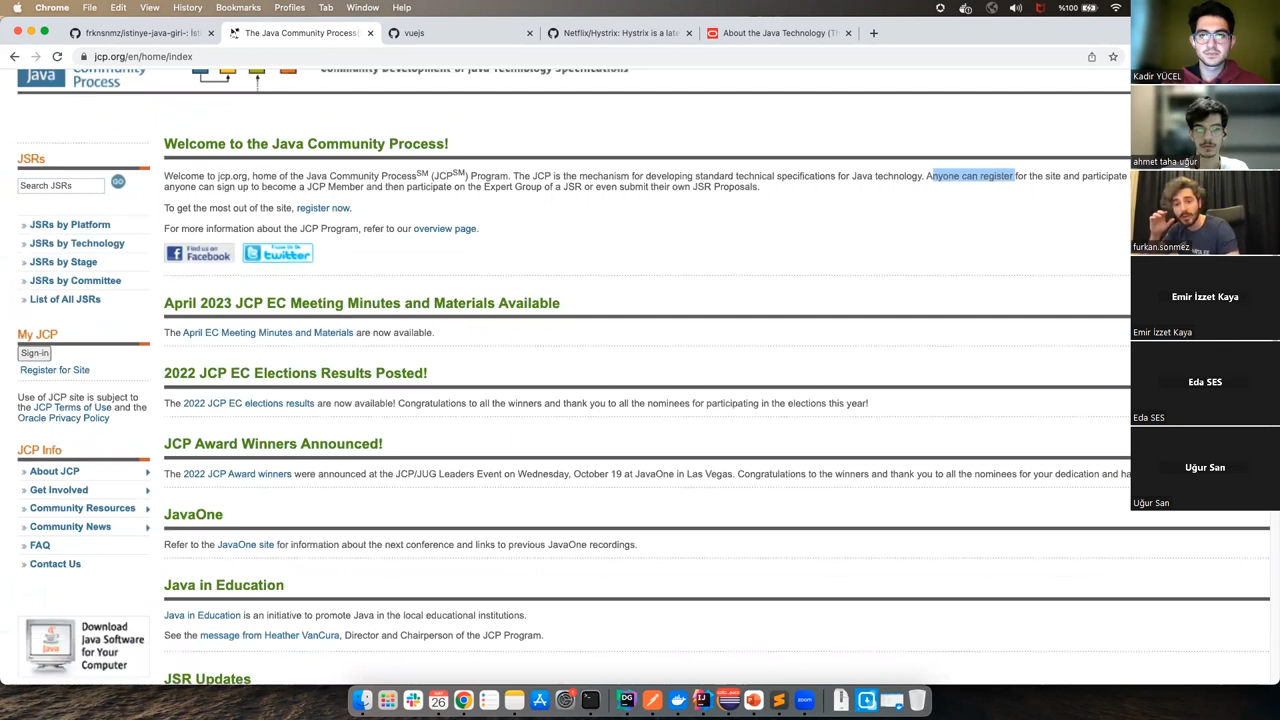 Chrome File Edit View History Bookmarks Profiles Tab Window Help
%100
frknsnmz/istinye-java-giri-: İst
The Java Community Process(
vuejs
Netflix/Hystrix: Hystrix is a late
About the Java Technology (Th
jcp.org/en/home/index
Java
Community
Process
Community Development of Java Technology Specifications
Welcome to the Java Community Process!
Welcome to jcp.org, home of the Java Community ProcessSM (JCPSM) Program. The JCP is the mechanism for developing standard technical specifications for Java technology. Anyone can register for the site and participate
anyone can sign up to become a JCP Member and then participate on the Expert Group of a JSR or even submit their own JSR Proposals.
To get the most out of the site, register now.
For more information about the JCP Program, refer to our overview page.
Find us on
Facebook
Follow Us On
twitter
April 2023 JCP EC Meeting Minutes and Materials Available
The April EC Meeting Minutes and Materials are now available.
2022 JCP EC Elections Results Posted!
The 2022 JCP EC elections results are now available! Congratulations to all the winners and thank you to all the nominees for participating in the elections this year!
JCP Award Winners Announced!
The 2022 JCP Award winners were announced at the JCP/JUG Leaders Event on Wednesday, October 19 at JavaOne in Las Vegas. Congratulations to the winners and thank you to all the nominees for your dedication and ha
JavaOne
Refer to the JavaOne site for information about the next conference and links to previous JavaOne recordings.
Java in Education
Java in Education is an initiative to promote Java in the local educational institutions.
See the message from Heather VanCura, Director and Chairperson of the JCP Program.
JSR Updates
JSRs
Search JSRs
GO
» JSRs by Platform
» JSRs by Technology
» JSRs by Stage
» JSRs by Committee
» List of All JSRs
My JCP
Sign-in
Register for Site
Use of JCP site is subject to
the JCP Terms of Use and the
Oracle Privacy Policy
JCP Info
» About JCP
» Get Involved
» Community Resources
» Community News
» FAQ
» Contact Us
Java
Download
Java Software
for Your
Computer
Kadir YÜCEL
ahmet taha uğur
furkan.sonmez
Emir İzzet Kaya
Emir İzzet Kaya
Eda SES
Eda SES
Uğur San
Uğur San
26
DG
IJ
zoom